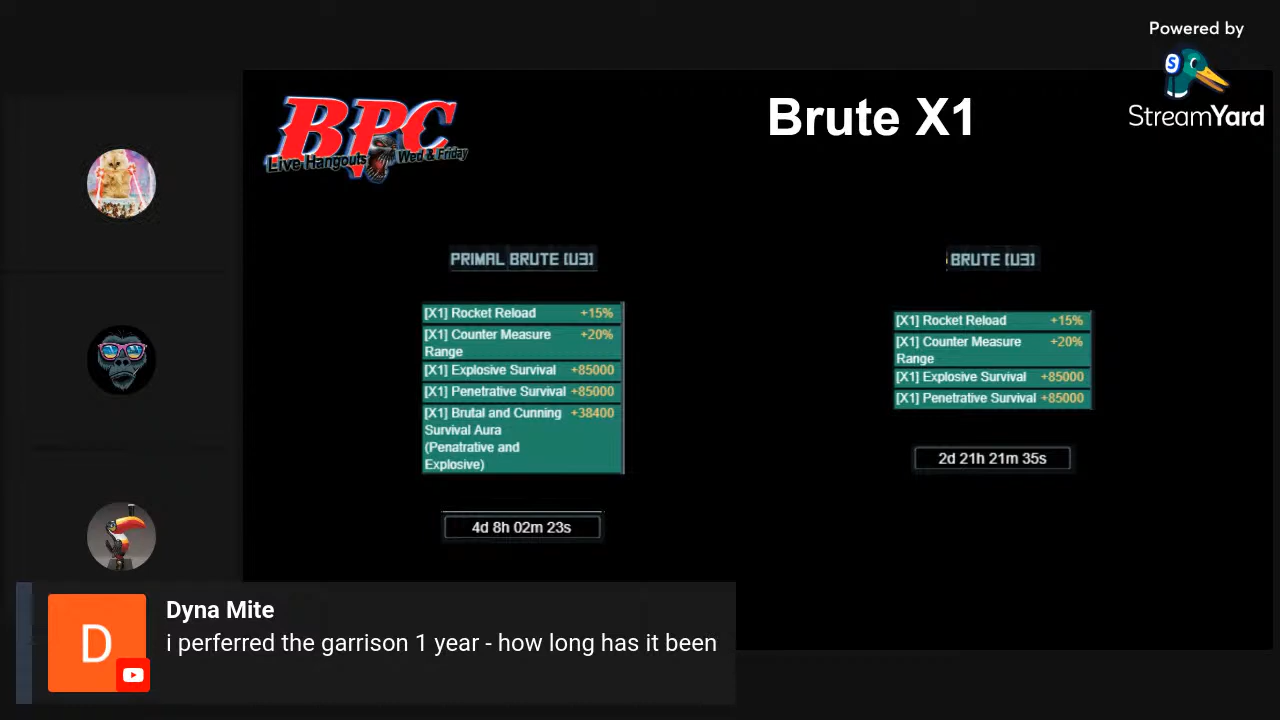 Powered by
S
StreamYard
BPC
Live Hangouts Wed & Friday
Brute X1
PRIMAL BRUTE (U3)
[X1] Rocket Reload +15%
[X1] Counter Measure +20%
Range
[X1] Explosive Survival +85000
[X1] Penetrative Survival +85000
[X1] Brutal and Cunning +38400
Survival Aura
(Penatrative and
Explosive)
4d 8h 02m 23s
BRUTE (U3)
[X1] Rocket Reload +15%
[X1] Counter Measure +20%
Range
[X1] Explosive Survival +85000
[X1] Penetrative Survival +85000
2d 21h 21m 35s
D
Dyna Mite
i perferred the garrison 1 year - how long has it been